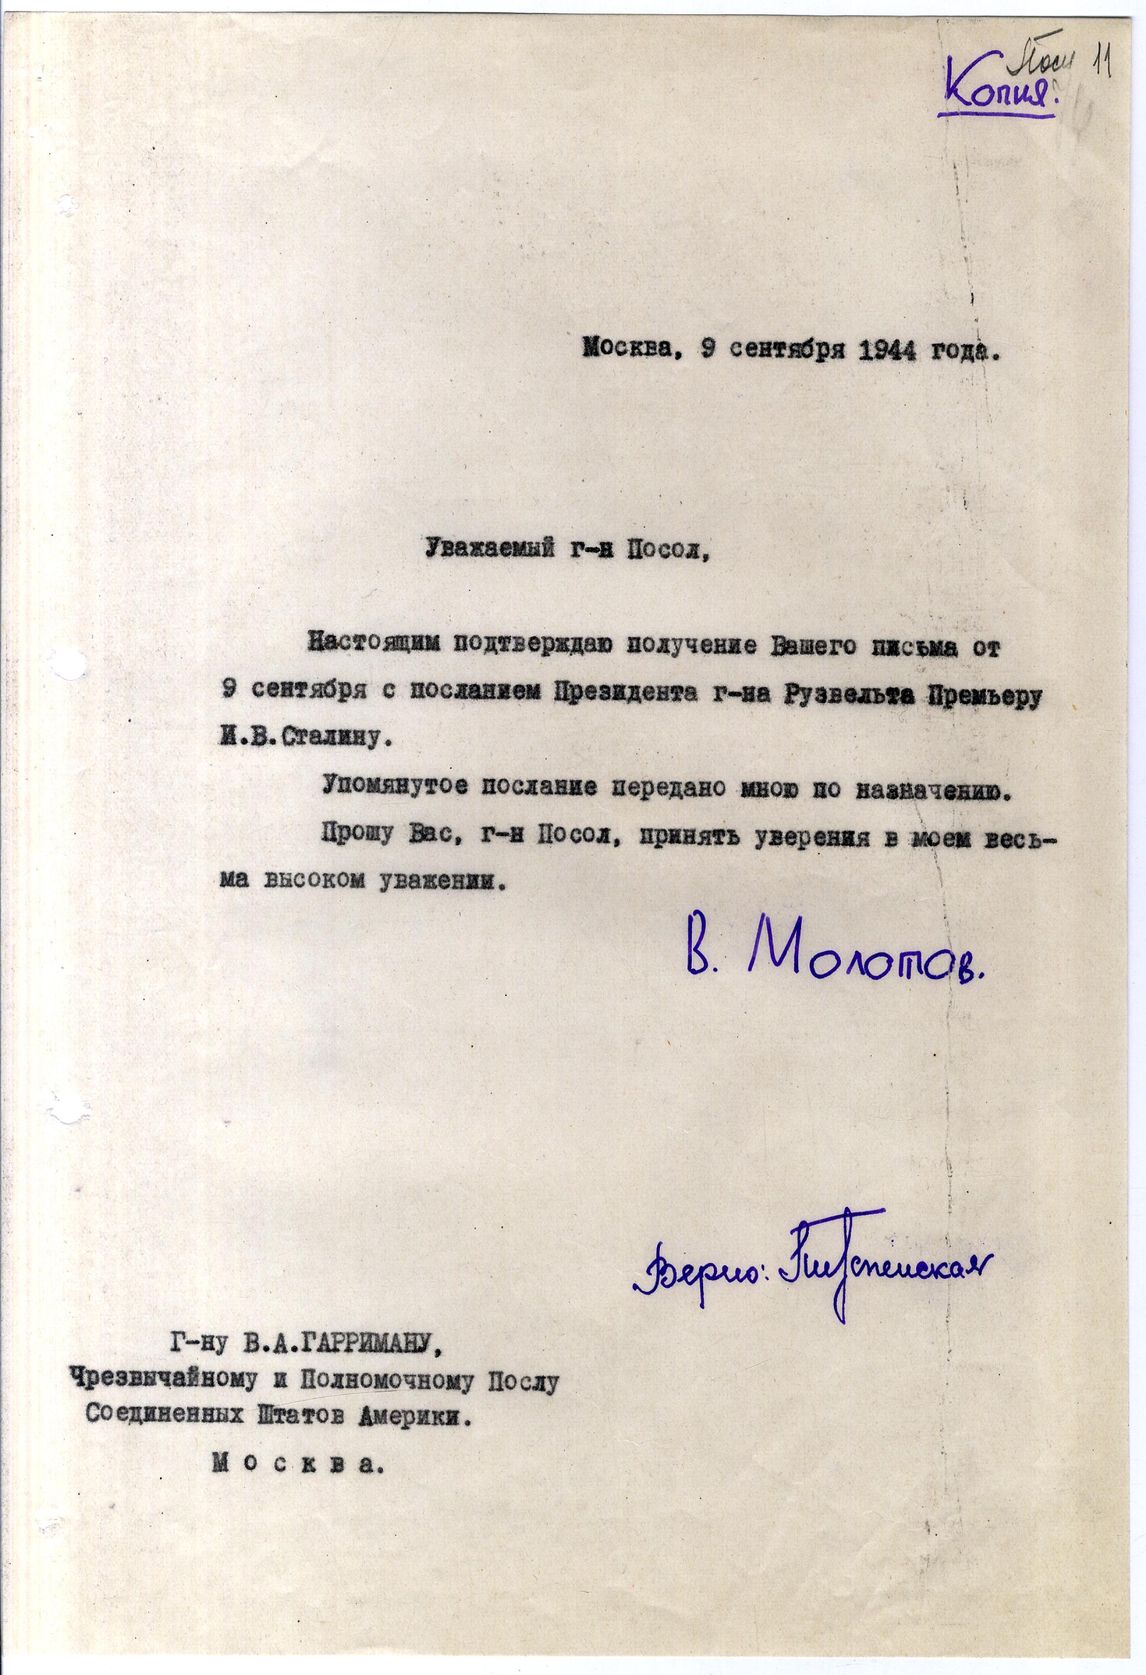 11
Копия.
Москва, 9 сентября 1944 года.
Уважаемый г-н Посол,
Настоящим подтверждаю получение Вашего письма от
9 сентября с посланием Президента г-на Рузвельта Премьеру
И.В.Сталину.
Упомянутое послание передано мною по назначению.
Прошу Вас, г-н Посол, принять уверения в моем весь-
ма высоком уважении.
В. Молотов.
Верно:
Г-ну В.А.ГАРРИМАНУ,
Чрезвычайному и Полномочному Послу
Соединенных Штатов Америки.
Москва.